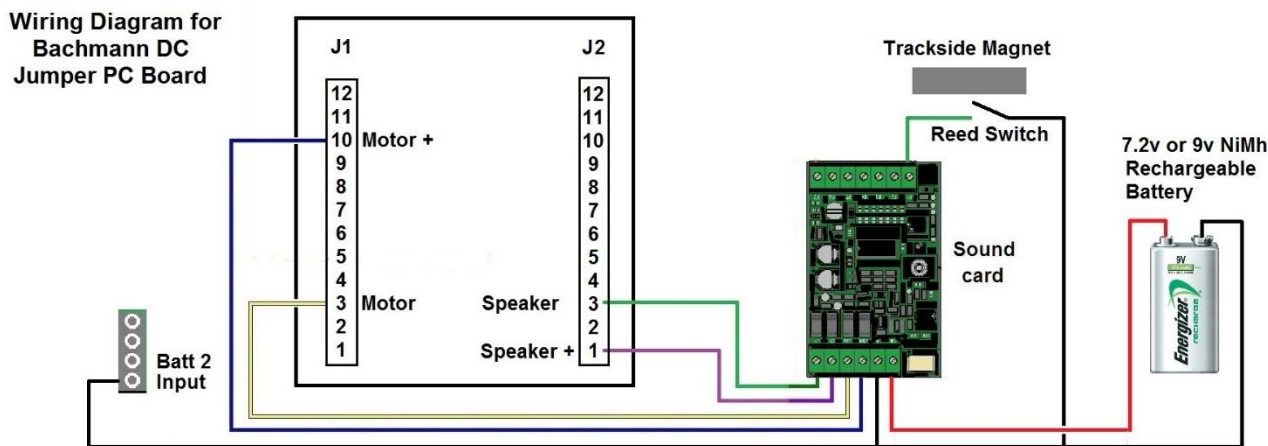 Wiring Diagram for
Bachmann DC
Jumper PC Board
J1
J2
12
11
10 Motor +
9
8
7
6
5
4
3 Motor
2
1
12
11
10
9
8
7
6
5
4
Speaker 3
2
Speaker + 1
Batt 2
Input
Trackside Magnet
Reed Switch
Sound
card
7.2v or 9v NiMh
Rechargeable
Battery
9V
Energizer
RECHARGE